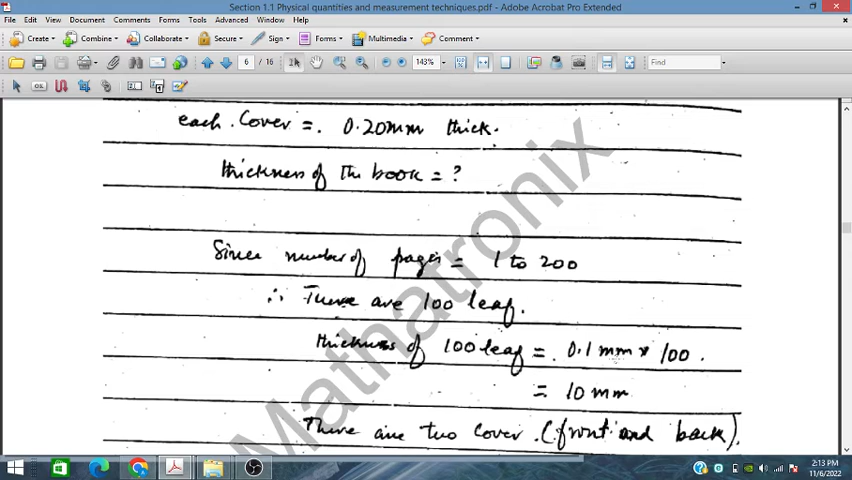 Section 1.1 Physical quantities and measurement techniques.pdf - Adobe Acrobat Pro Extended
File Edit View Document Comments Forms Tools Advanced Window Help
Create Combine Collaborate Secure Sign Forms Multimedia Comment
6 / 16 143% Find
each cover = 0.20mm thick.
thickness of the book = ?
Since number of pages = 1 to 200
∴ There are 100 leaf.
thickness of 100 leaf = 0.1 mm × 100.
= 10 mm
There are two cover (front and back).
Mathatronix
2:13 PM
11/6/2022